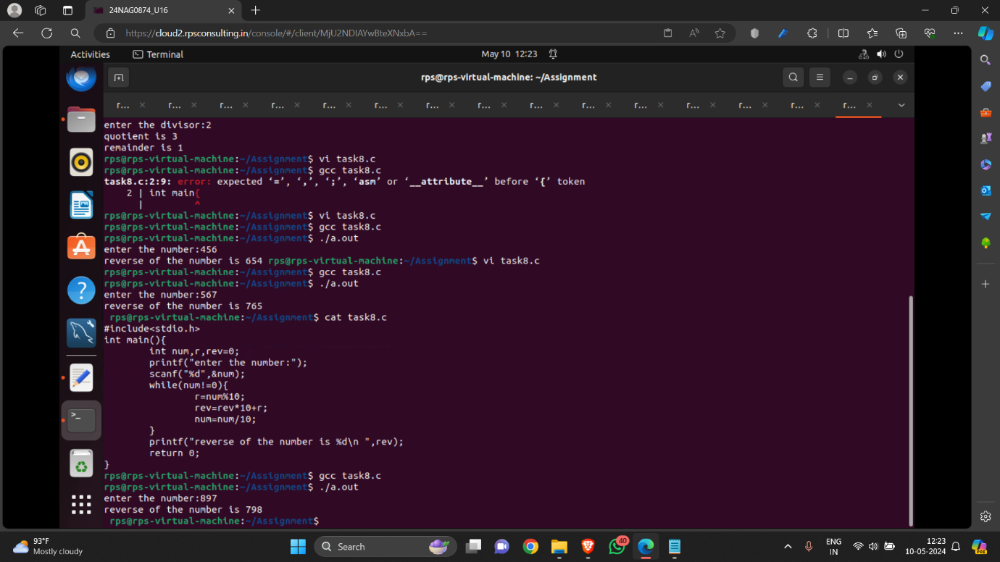 24NAG0874_U16
https://cloud2.rpsconsulting.in/console/#/client/MjU2NDIAYwBteXNxbA==
Activities
Terminal
May 10 12:23
rps@rps-virtual-machine: ~/Assignment
r... r... r... r... r... r... r... r... r... r... r... r... r... r... r...
enter the divisor:2
quotient is 3
remainder is 1
rps@rps-virtual-machine:~/Assignment$ vi task8.c
rps@rps-virtual-machine:~/Assignment$ gcc task8.c
task8.c:2:9: error: expected ‘=’, ‘,’, ‘;’, ‘asm’ or ‘__attribute__’ before ‘{’ token
    2 | int main{
      |         ^
rps@rps-virtual-machine:~/Assignment$ vi task8.c
rps@rps-virtual-machine:~/Assignment$ gcc task8.c
rps@rps-virtual-machine:~/Assignment$ ./a.out
enter the number:456
reverse of the number is 654 rps@rps-virtual-machine:~/Assignment$ vi task8.c
rps@rps-virtual-machine:~/Assignment$ gcc task8.c
rps@rps-virtual-machine:~/Assignment$ ./a.out
enter the number:567
reverse of the number is 765
 rps@rps-virtual-machine:~/Assignment$ cat task8.c
#include<stdio.h>
int main(){
        int num,r,rev=0;
        printf("enter the number:");
        scanf("%d",&num);
        while(num!=0){
                r=num%10;
                rev=rev*10+r;
                num=num/10;
        }
        printf("reverse of the number is %d\n ",rev);
        return 0;
}
rps@rps-virtual-machine:~/Assignment$ gcc task8.c
rps@rps-virtual-machine:~/Assignment$ ./a.out
enter the number:897
reverse of the number is 798
 rps@rps-virtual-machine:~/Assignment$
93°F
Mostly cloudy
Search
40
ENG
IN
12:23
10-05-2024
PRE